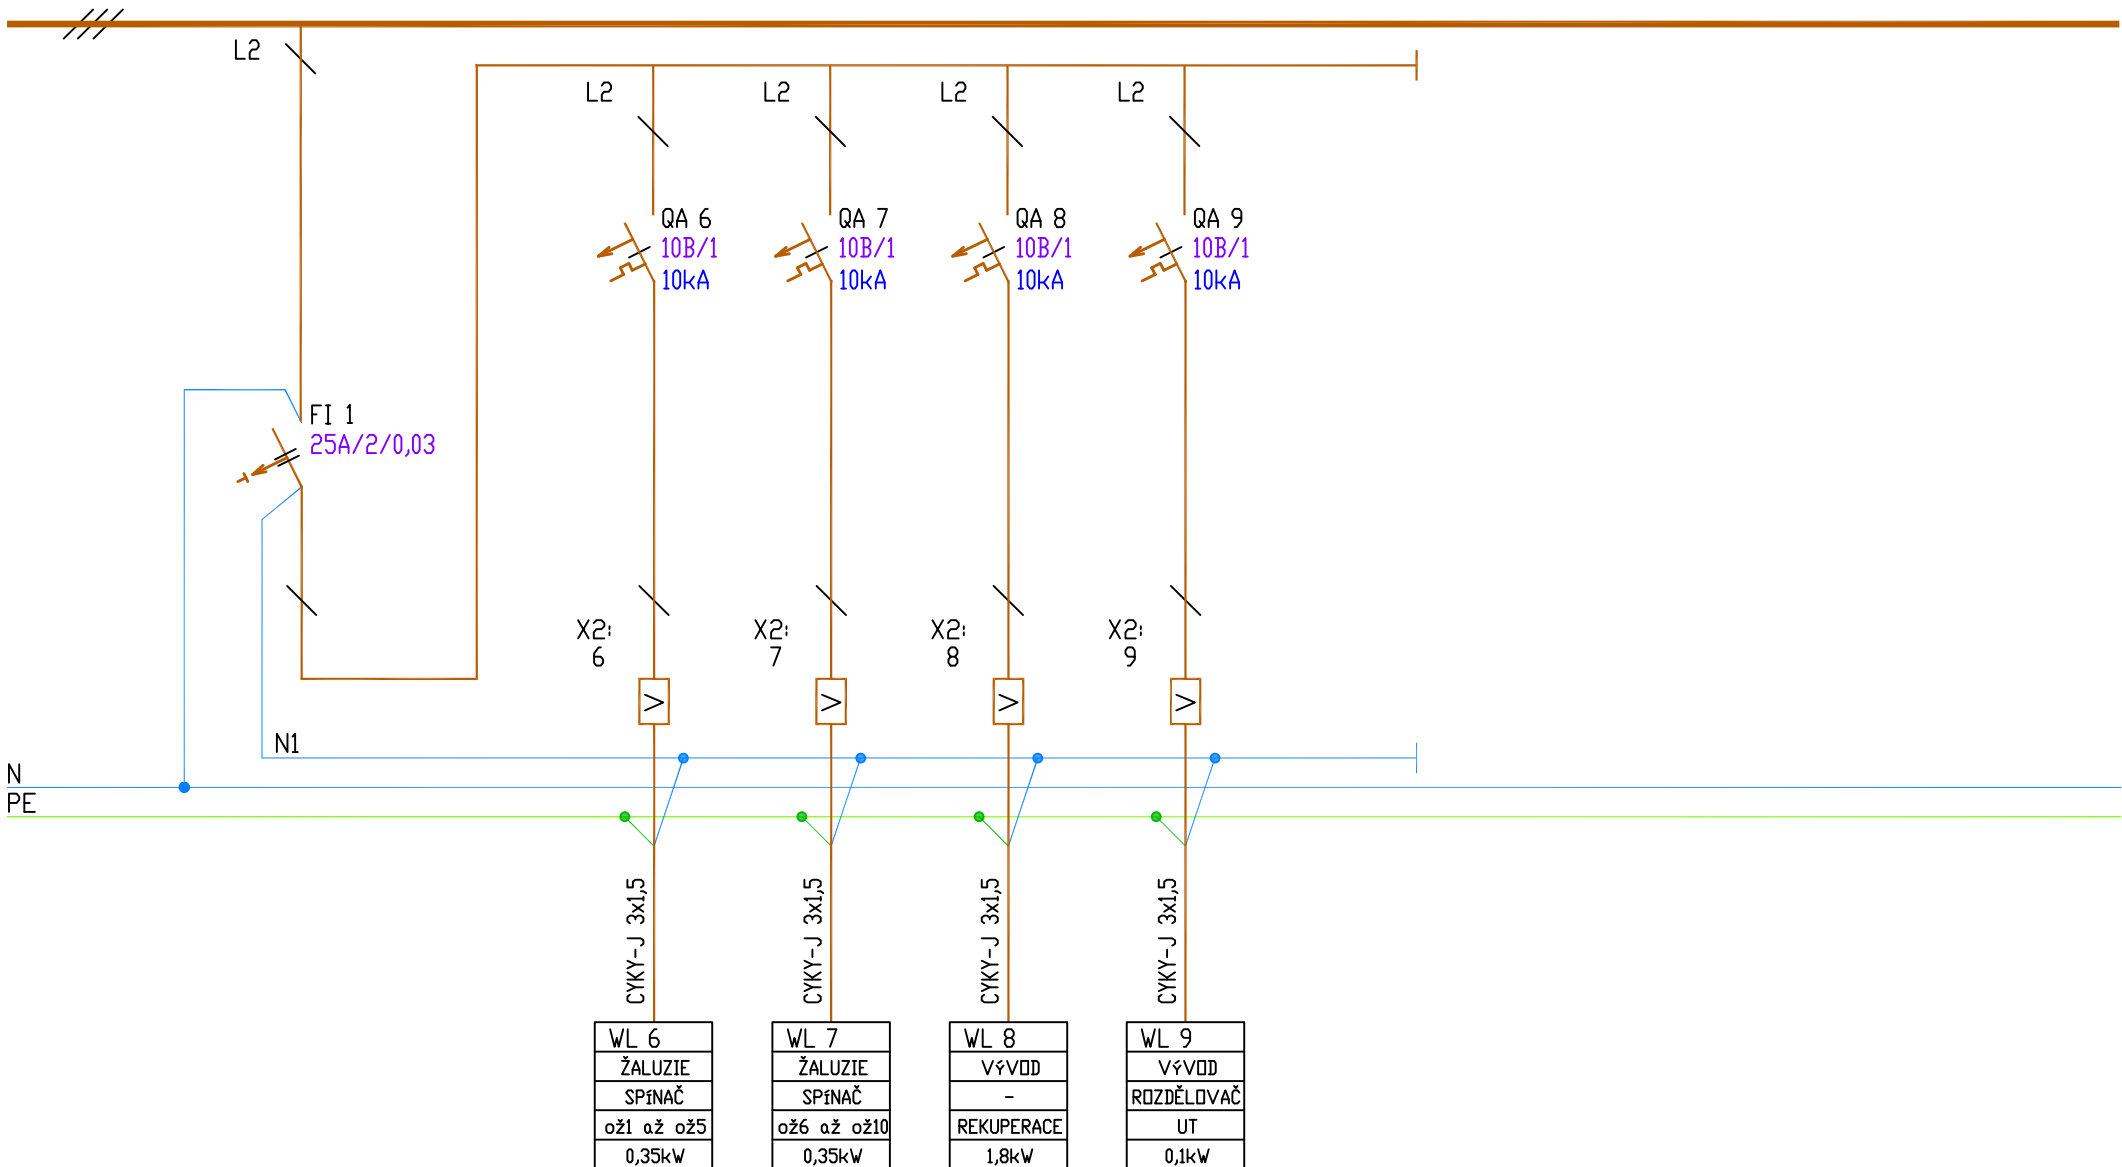 L2
L2
L2
L2
L2
QA 6
10B/1
10kA
QA 7
10B/1
10kA
QA 8
10B/1
10kA
QA 9
10B/1
10kA
FI 1
25A/2/0,03
X2:
6
X2:
7
X2:
8
X2:
9
N1
N
PE
CYKY-J 3x1,5
CYKY-J 3x1,5
CYKY-J 3x1,5
CYKY-J 3x1,5
WL 6
ŽALUZIE
SPíNAČ
ož1 až ož5
0,35kW
WL 7
ŽALUZIE
SPíNAČ
ož6 až ož10
0,35kW
WL 8
VýVOD
-
REKUPERACE
1,8kW
WL 9
VýVOD
ROZDĚLOVAČ
UT
0,1kW